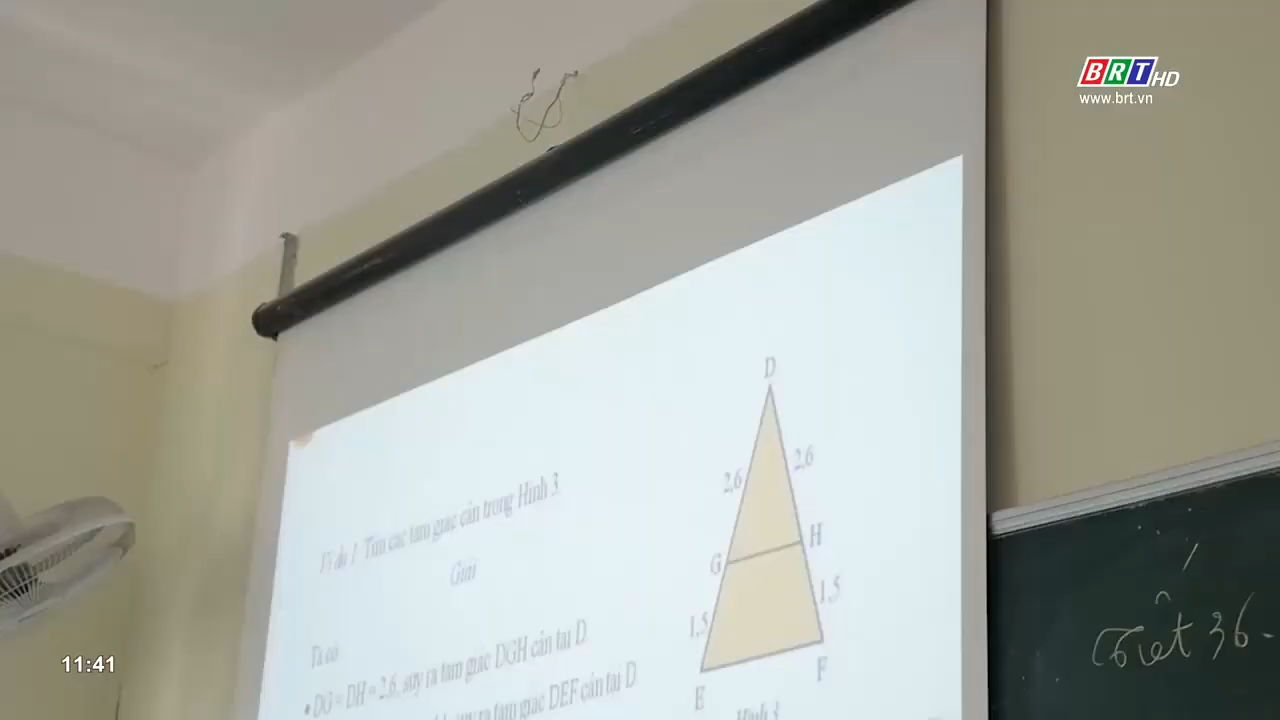 BRT HD
www.brt.vn
D
2,6
2,6
Ví dụ 1. Tìm các tam giác cân trong Hình 3.
H
G
Giải
1,5
1,5
Ta có
• DG = DH = 2,6, suy ra tam giác DGH cân tại D
F
suy ra tam giác DEF cân tại D
E
Hình 3
Tiết 36-
11:41